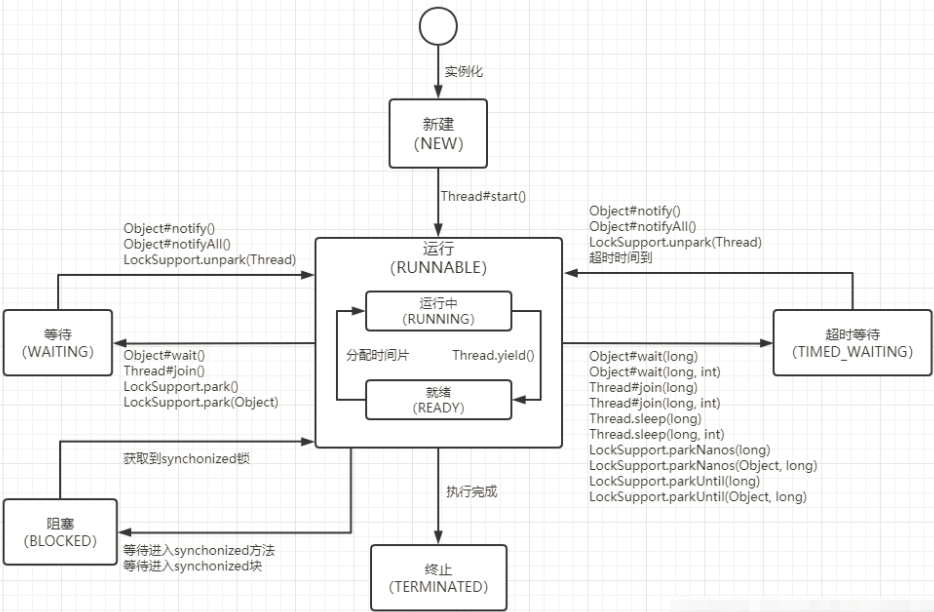 实例化
新建
(NEW)
Thread#start()
Object#notify()
Object#notifyAll()
LockSupport.unpark(Thread)
运行
(RUNNABLE)
Object#notify()
Object#notifyAll()
LockSupport.unpark(Thread)
超时时间到
运行中
(RUNNING)
分配时间片
Thread.yield()
就绪
(READY)
等待
(WAITING)
Object#wait()
Thread#join()
LockSupport.park()
LockSupport.park(Object)
超时等待
(TIMED_WAITING)
Object#wait(long)
Object#wait(long, int)
Thread#join(long)
Thread#join(long, int)
Thread.sleep(long)
Thread.sleep(long, int)
LockSupport.parkNanos(long)
LockSupport.parkNanos(Object, long)
LockSupport.parkUntil(long)
LockSupport.parkUntil(Object, long)
获取到synchonized锁
阻塞
(BLOCKED)
等待进入synchonized方法
等待进入synchonized块
执行完成
终止
(TERMINATED)